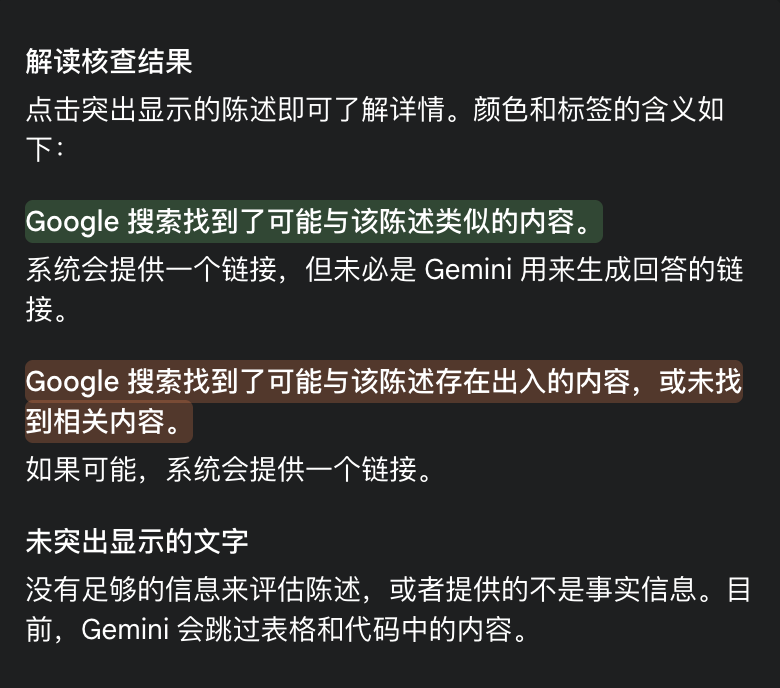 解读核查结果
点击突出显示的陈述即可了解详情。颜色和标签的含义如
下：
Google 搜索找到了可能与该陈述类似的内容。
系统会提供一个链接，但未必是 Gemini 用来生成回答的链
接。
Google 搜索找到了可能与该陈述存在出入的内容，或未找
到相关内容。
如果可能，系统会提供一个链接。
未突出显示的文字
没有足够的信息来评估陈述，或者提供的不是事实信息。目
前，Gemini 会跳过表格和代码中的内容。